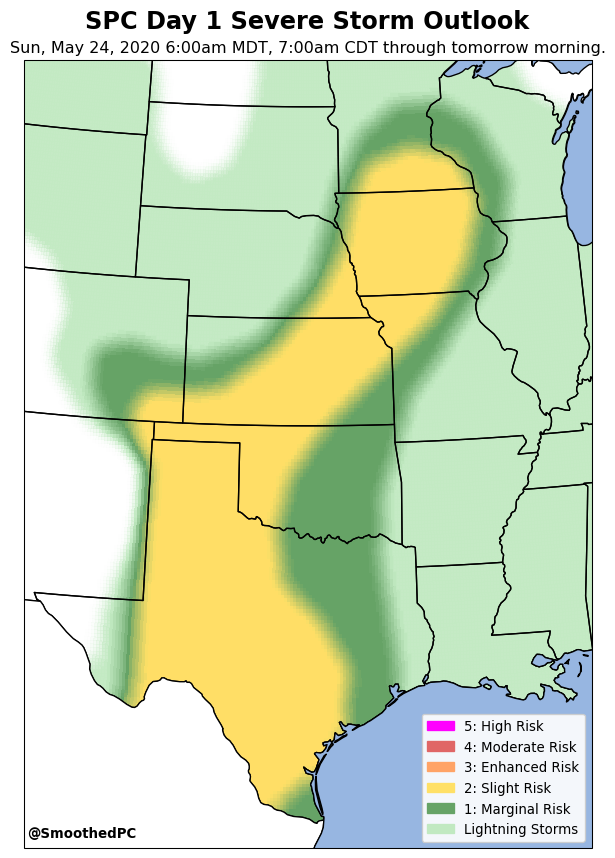 SPC Day 1 Severe Storm Outlook
Sun, May 24, 2020 6:00am MDT, 7:00am CDT through tomorrow morning.
5: High Risk
4: Moderate Risk
3: Enhanced Risk
2: Slight Risk
1: Marginal Risk
Lightning Storms
@SmoothedPC